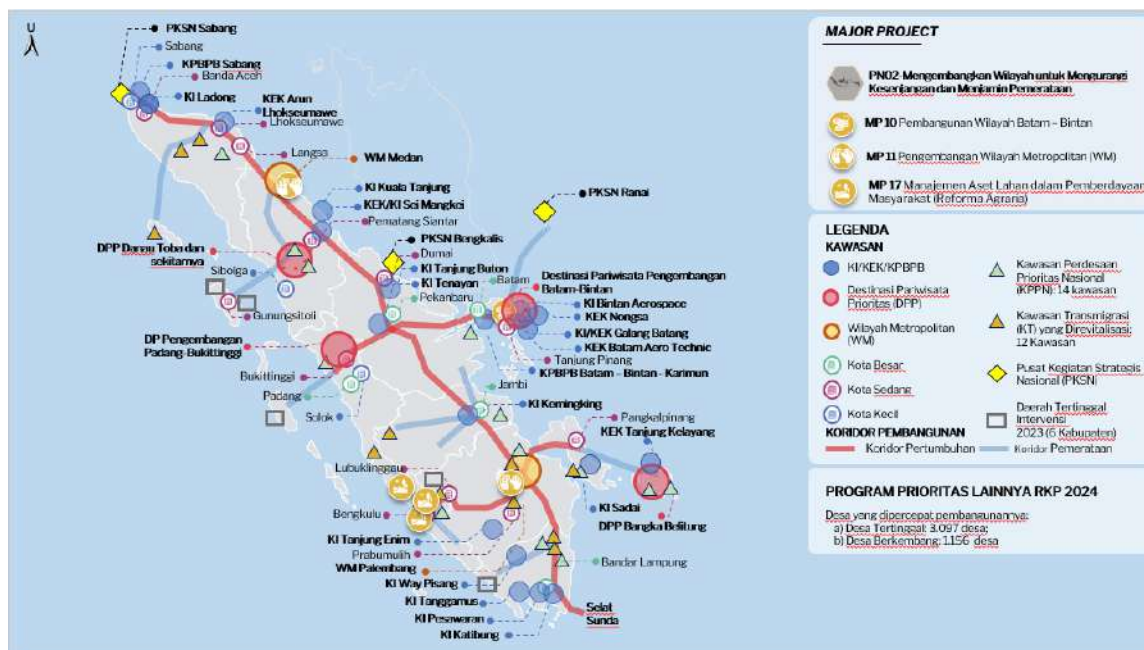 U
PKSN Sabang
Sabang
KPBPB Sabang
Banda Aceh
KI Ladong
KEK Arun
Lhokseumawe
Lhokseumawe
Langsa
WM Medan
KI Kuala Tanjung
KEK/KI Sei Mangkei
Pematang Siantar
PKSN Ranai
PKSN Bengkalis
Dumai
KI Tanjung Buton
KI Tenayan
Pekanbaru
Batam
DPP Danau Toba dan
sekitarnya
Sibolga
Gunungsitoli
Destinasi Pariwisata Pengembangan
Batam-Bintan
KI Bintan Aerospace
KEK Nongsa
KI/KEK Galang Batang
KEK Batam Aero Technic
Tanjung Pinang
KPBPB Batam – Bintan - Karimun
DP Pengembangan
Padang-Bukittinggi
Bukittinggi
Padang
Solok
Jambi
KI Kemingking
Pangkalpinang
KEK Tanjung Kelayang
Lubuklinggau
Bengkulu
KI Sadai
DPP Bangka Belitung
KI Tanjung Enim
Prabumulih
WM Palembang
Bandar Lampung
KI Way Pisang
KI Tanggamus
KI Pesawaran
KI Katibung
Selat
Sunda
MAJOR PROJECT
PN02-Mengembangkan Wilayah untuk Mengurangi
Kesenjangan dan Menjamin Pemerataan
MP 10 Pembangunan Wilayah Batam – Bintan
MP 11 Pengembangan Wilayah Metropolitan (WM)
MP 17 Manajemen Aset Lahan dalam Pemberdayaan
Masyarakat (Reforma Agraria)
LEGENDA
KAWASAN
KI/KEK/KPBPB
Destinasi Pariwisata
Prioritas (DPP)
Wilayah Metropolitan
(WM)
Kota Besar
Kota Sedang
Kota Kecil
Kawasan Perdesaan
Prioritas Nasional
(KPPN): 14 kawasan
Kawasan Transmigrasi
(KT) yang Direvitalisasi:
12 Kawasan
Pusat Kegiatan Strategis
Nasional (PKSN)
Daerah Tertinggal
Intervensi
2023 (6 Kabupaten)
KORIDOR PEMBANGUNAN
Koridor Pertumbuhan
Koridor Pemerataan
PROGRAM PRIORITAS LAINNYA RKP 2024
Desa yang dipercepat pembangunannya:
a) Desa Tertinggal: 3.097 desa;
b) Desa Berkembang: 1.156 desa